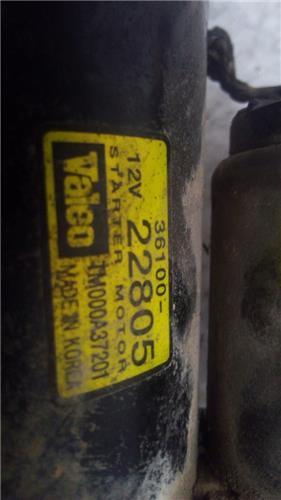 Valeo
36100-
12V 22805
STARTER MOTOR
TM000A37201
MADE IN KOREA